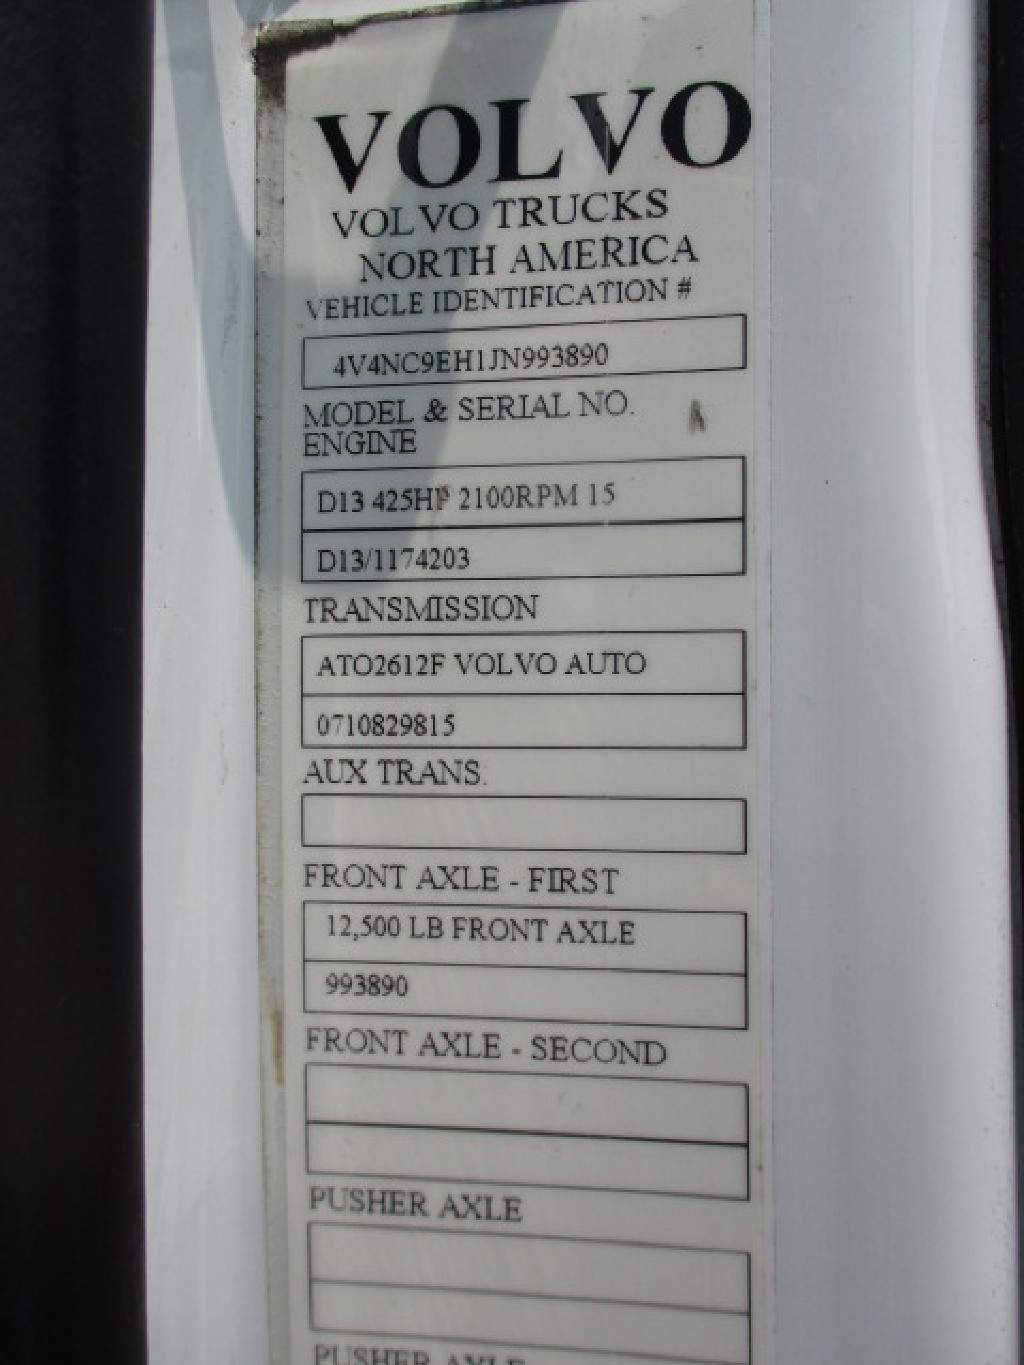 VOLVO
VOLVO TRUCKS
NORTH AMERICA
VEHICLE IDENTIFICATION #
4V4NC9EH1JN993890
MODEL & SERIAL NO.
ENGINE
D13 425HP 2100RPM 15
D13/1174203
TRANSMISSION
ATO2612F VOLVO AUTO
0710829815
AUX TRANS.
FRONT AXLE - FIRST
12,500 LB FRONT AXLE
993890
FRONT AXLE - SECOND
PUSHER AXLE
PUSHER AXLE